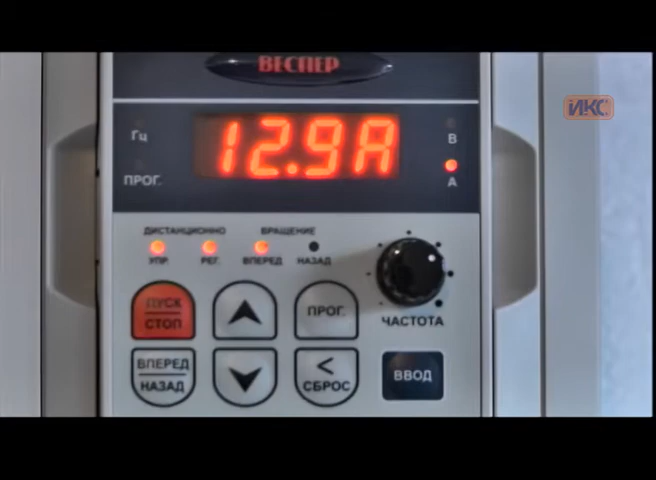 ВЕСПЕР
ИКС
Гц
12.9A
В
ПРОГ.
А
ДИСТАНЦИОННО
ВРАЩЕНИЕ
УПР.
РЕГ.
ВПЕРЕД
НАЗАД
ПУСК
СТОП
ПРОГ.
ЧАСТОТА
ВПЕРЕД
НАЗАД
<
СБРОС
ВВОД